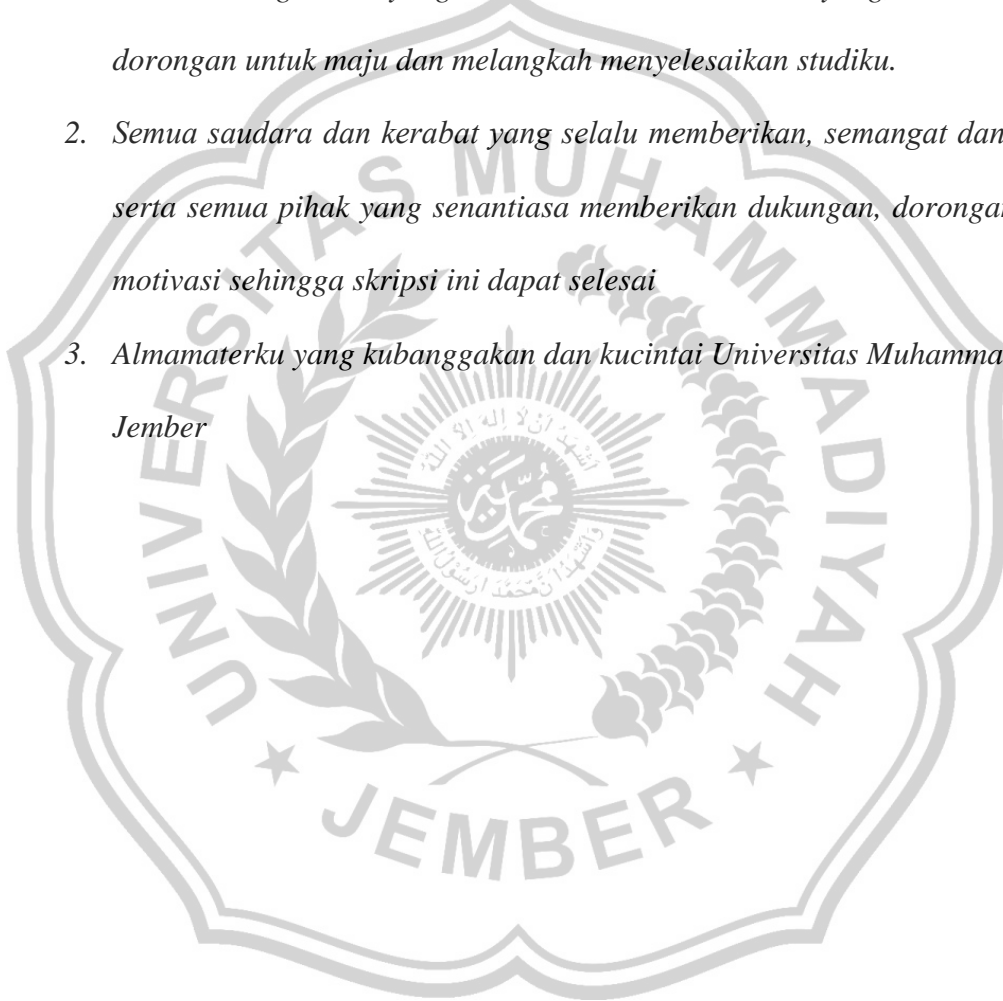 dorongan untuk maju dan melangkah menyelesaikan studiku.
2. Semua saudara dan kerabat yang selalu memberikan, semangat dan
serta semua pihak yang senantiasa memberikan dukungan, dorongan
motivasi sehingga skripsi ini dapat selesai
3. Almamaterku yang kubanggakan dan kucintai Universitas Muhamma
Jember
UNIVERSITAS MUHAMMADIYAH
JEMBER